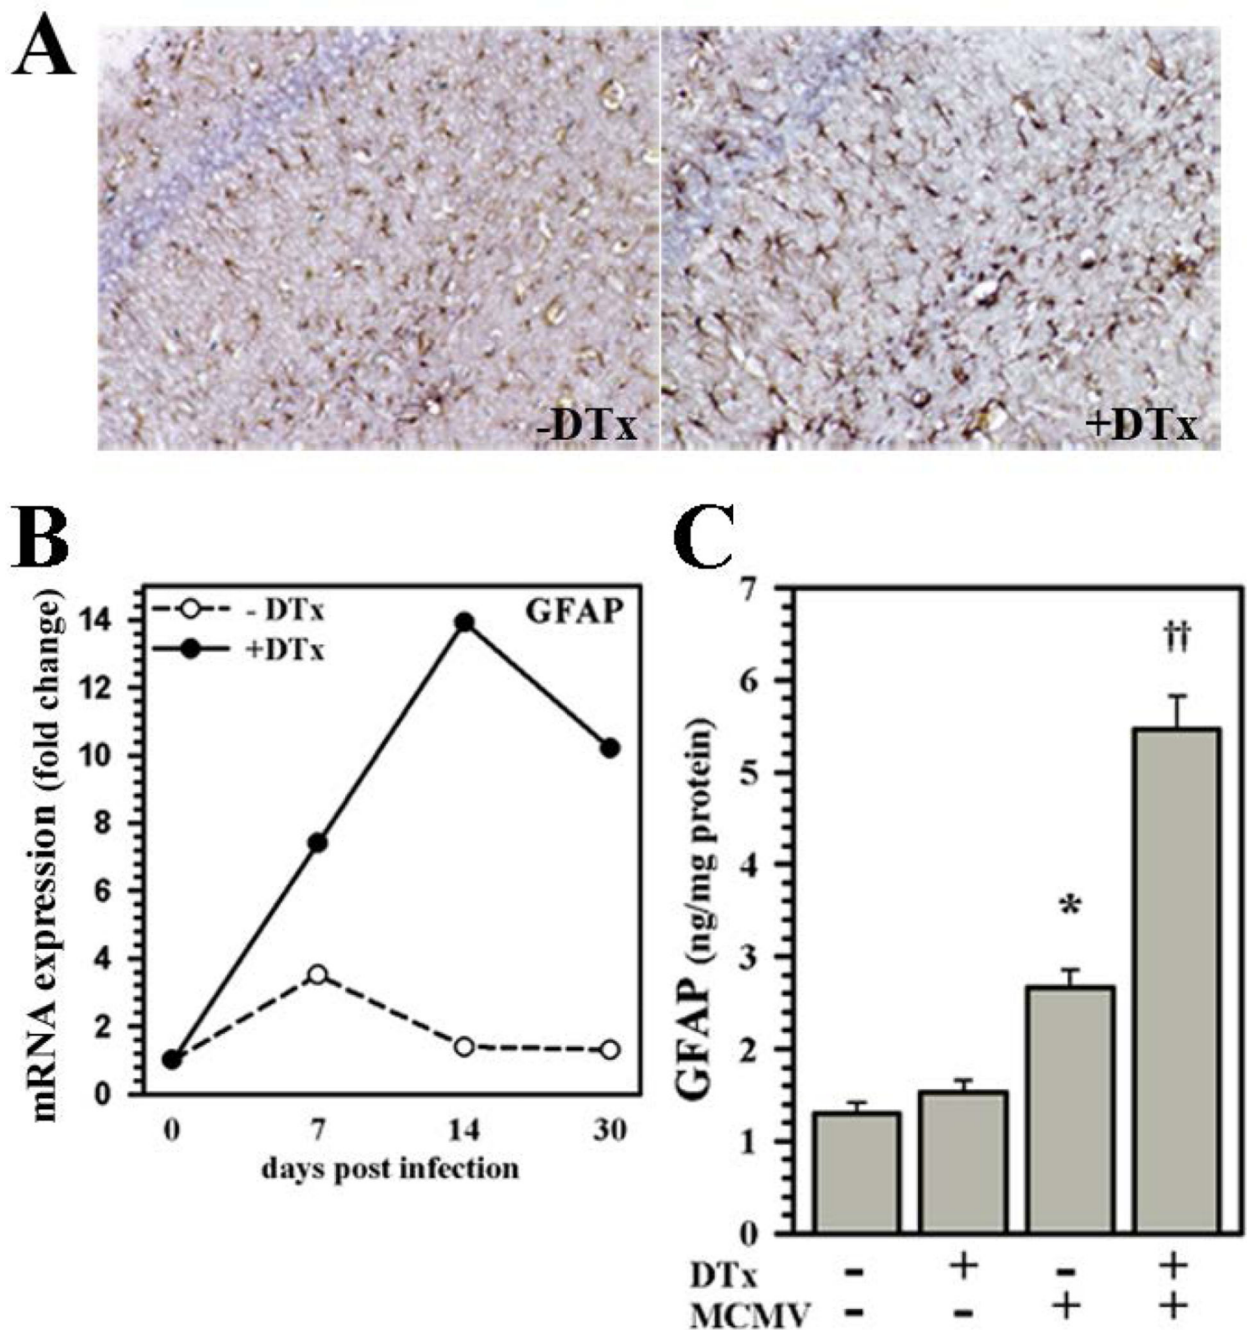 A
-DTx
+DTx
B
mRNA expression (fold change)
14
12
10
8
6
4
2
0
- DTx
+DTx
GFAP
0 7 14 30
days post infection
C
GFAP (ng/mg protein)
7
6
5
4
3
2
1
0
*
††
DTx - + - +
MCMV - - + +